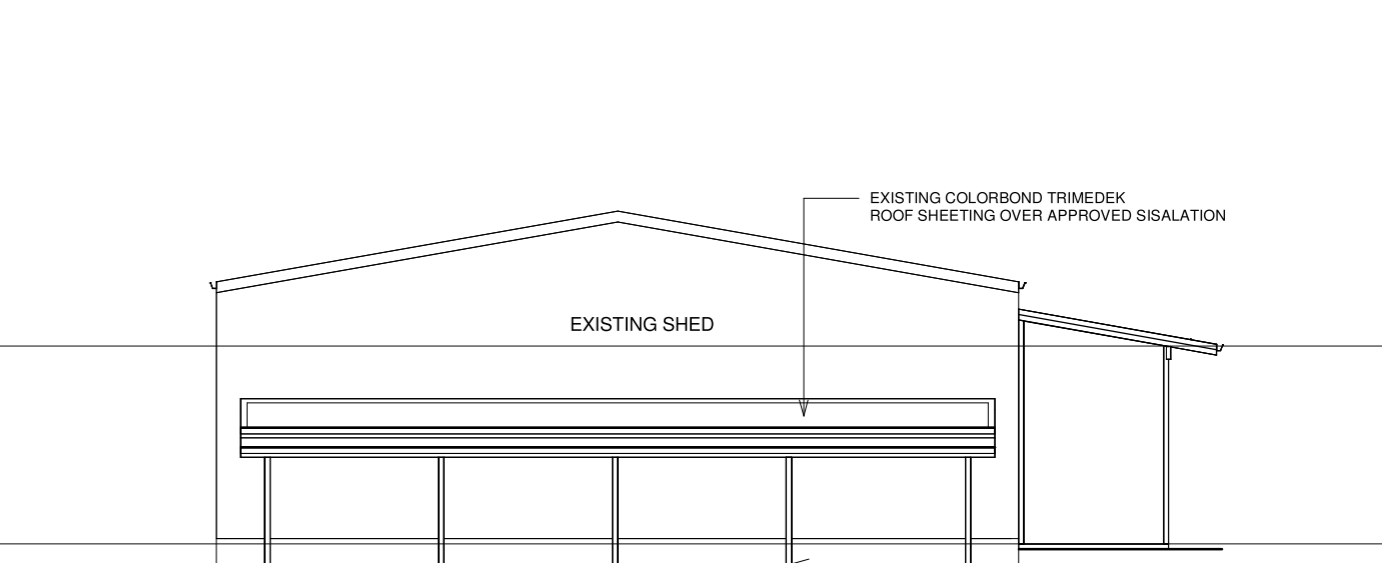 EXISTING COLORBOND TRIMEDEK
ROOF SHEETING OVER APPROVED SISALATION
EXISTING SHED